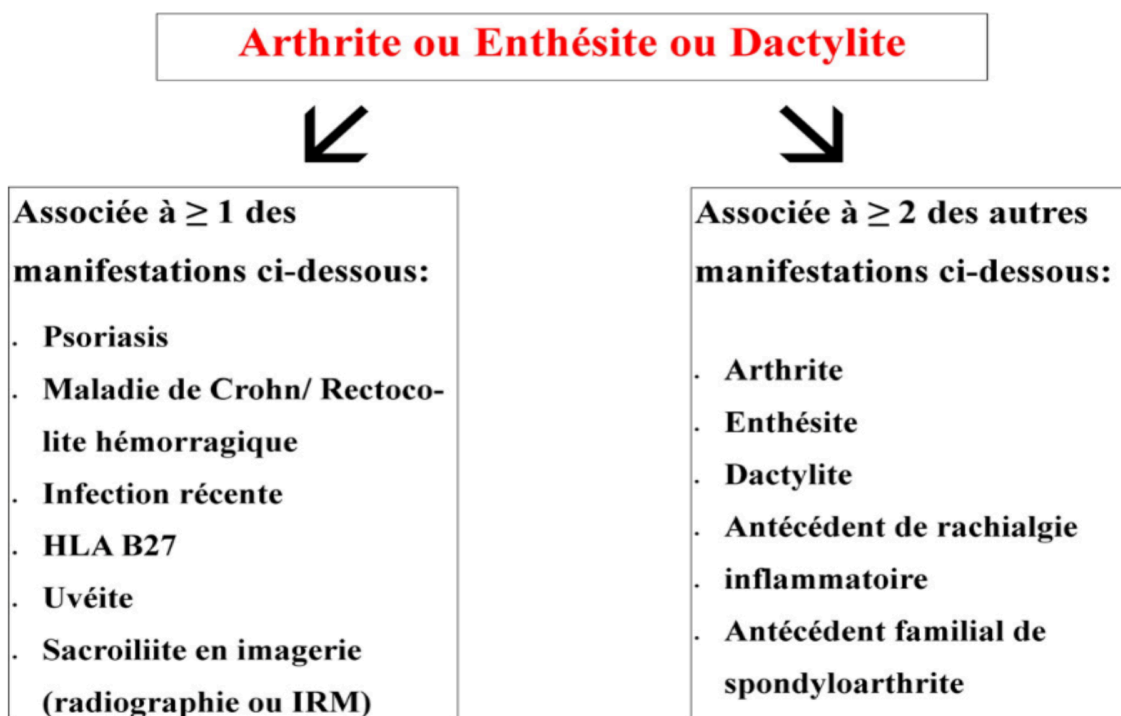 Arthrite ou Enthésite ou Dactylite
Associée à ≥ 1 des
manifestations ci-dessous:
. Psoriasis
. Maladie de Crohn/ Rectoco-
lite hémorragique
. Infection récente
. HLA B27
. Uvéite
. Sacroiliite en imagerie
(radiographie ou IRM)
Associée à ≥ 2 des autres
manifestations ci-dessous:
. Arthrite
. Enthésite
. Dactylite
. Antécédent de rachialgie
. inflammatoire
. Antécédent familial de
spondyloarthrite